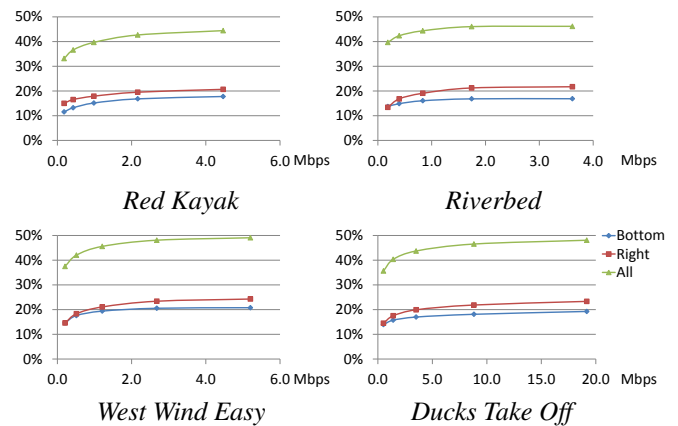 50%
40%
30%
20%
10%
0%
0.0 2.0 4.0 6.0 Mbps
Red Kayak
50%
40%
30%
20%
10%
0%
0.0 1.0 2.0 3.0 4.0 Mbps
Riverbed
50%
40%
30%
20%
10%
0%
0.0 2.0 4.0 6.0 Mbps
West Wind Easy
50%
40%
30%
20%
10%
0%
0.0 5.0 10.0 15.0 20.0 Mbps
Ducks Take Off
Bottom
Right
All